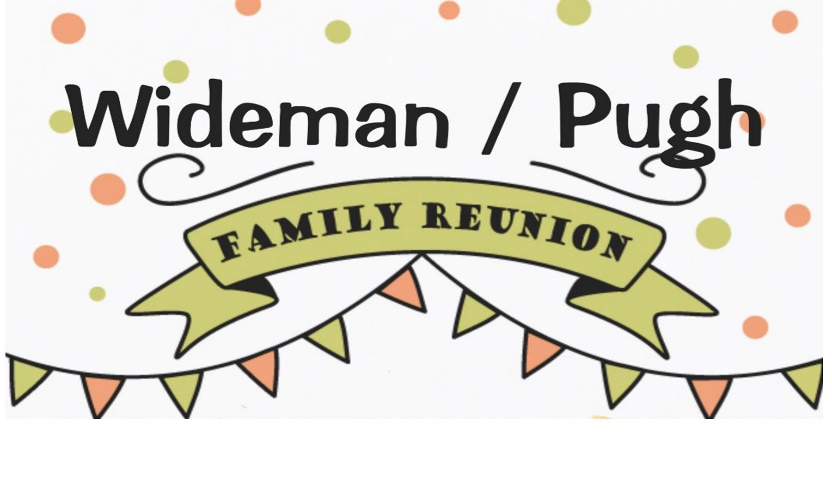 Wideman / Pugh
FAMILY REUNION